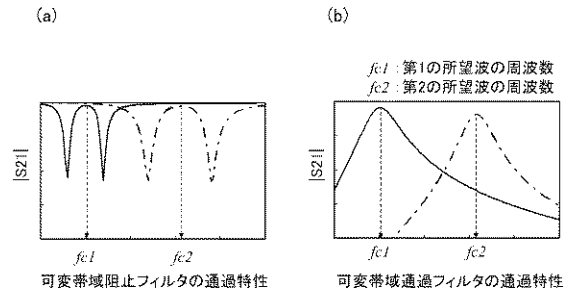 (a)
(b)
fc1 : 第1の所望波の周波数
fc2 : 第2の所望波の周波数
|S21|
fc1
fc2
可変帯域阻止フィルタの通過特性
|S21|
fc1
fc2
可変帯域通過フィルタの通過特性